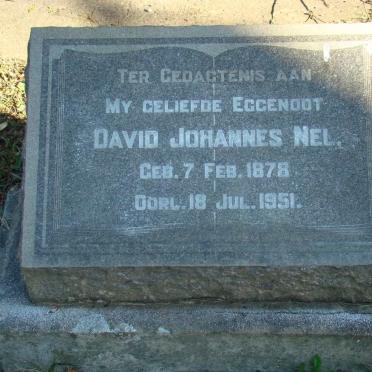 Ter Gedagtenis aan
My geliefde Eggenoot
David Johannes Nel.
Geb. 7 Feb. 1878
Oorl. 18 Jul. 1951.